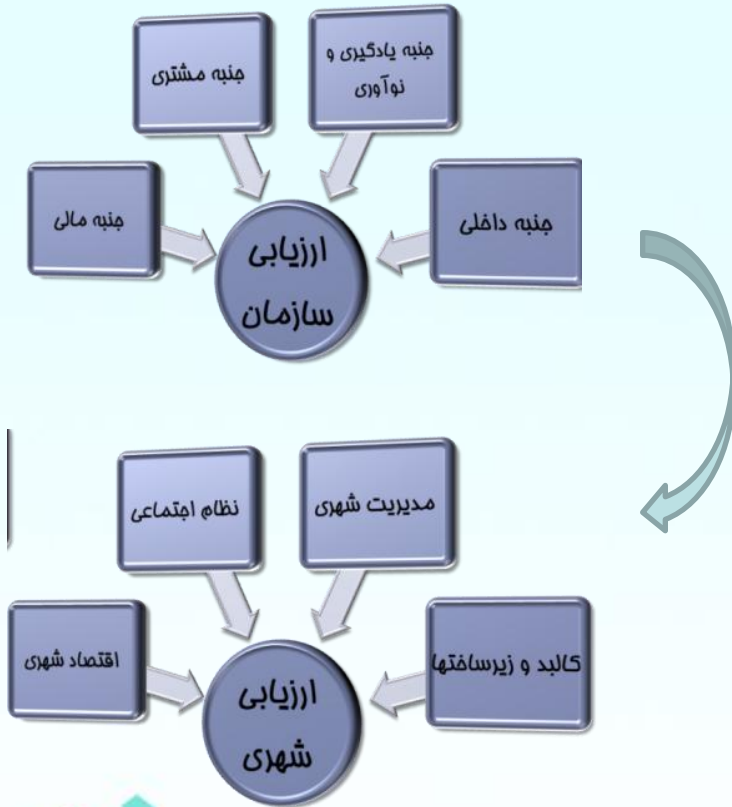 جنبه یادگیری و
نوآوری
جنبه مشتری
جنبه داخلی
جنبه مالی
ارزیابی
سازمان
مدیریت شهری
نظام اجتماعی
کالبد و زیرساختها
اقتصاد شهری
ارزیابی
شهری